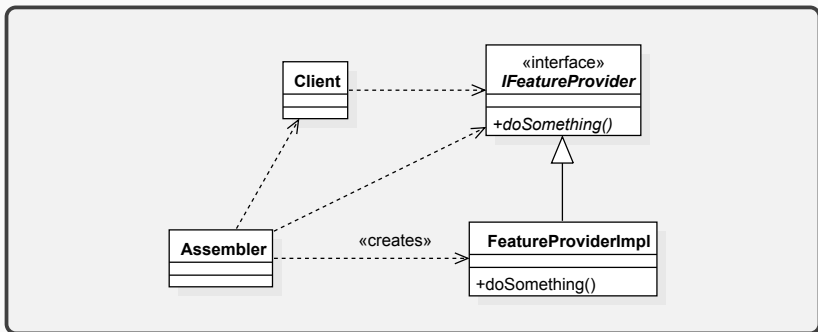 Client
«interface»
IFeatureProvider
+doSomething()
Assembler
«creates»
FeatureProviderImpl
+doSomething()